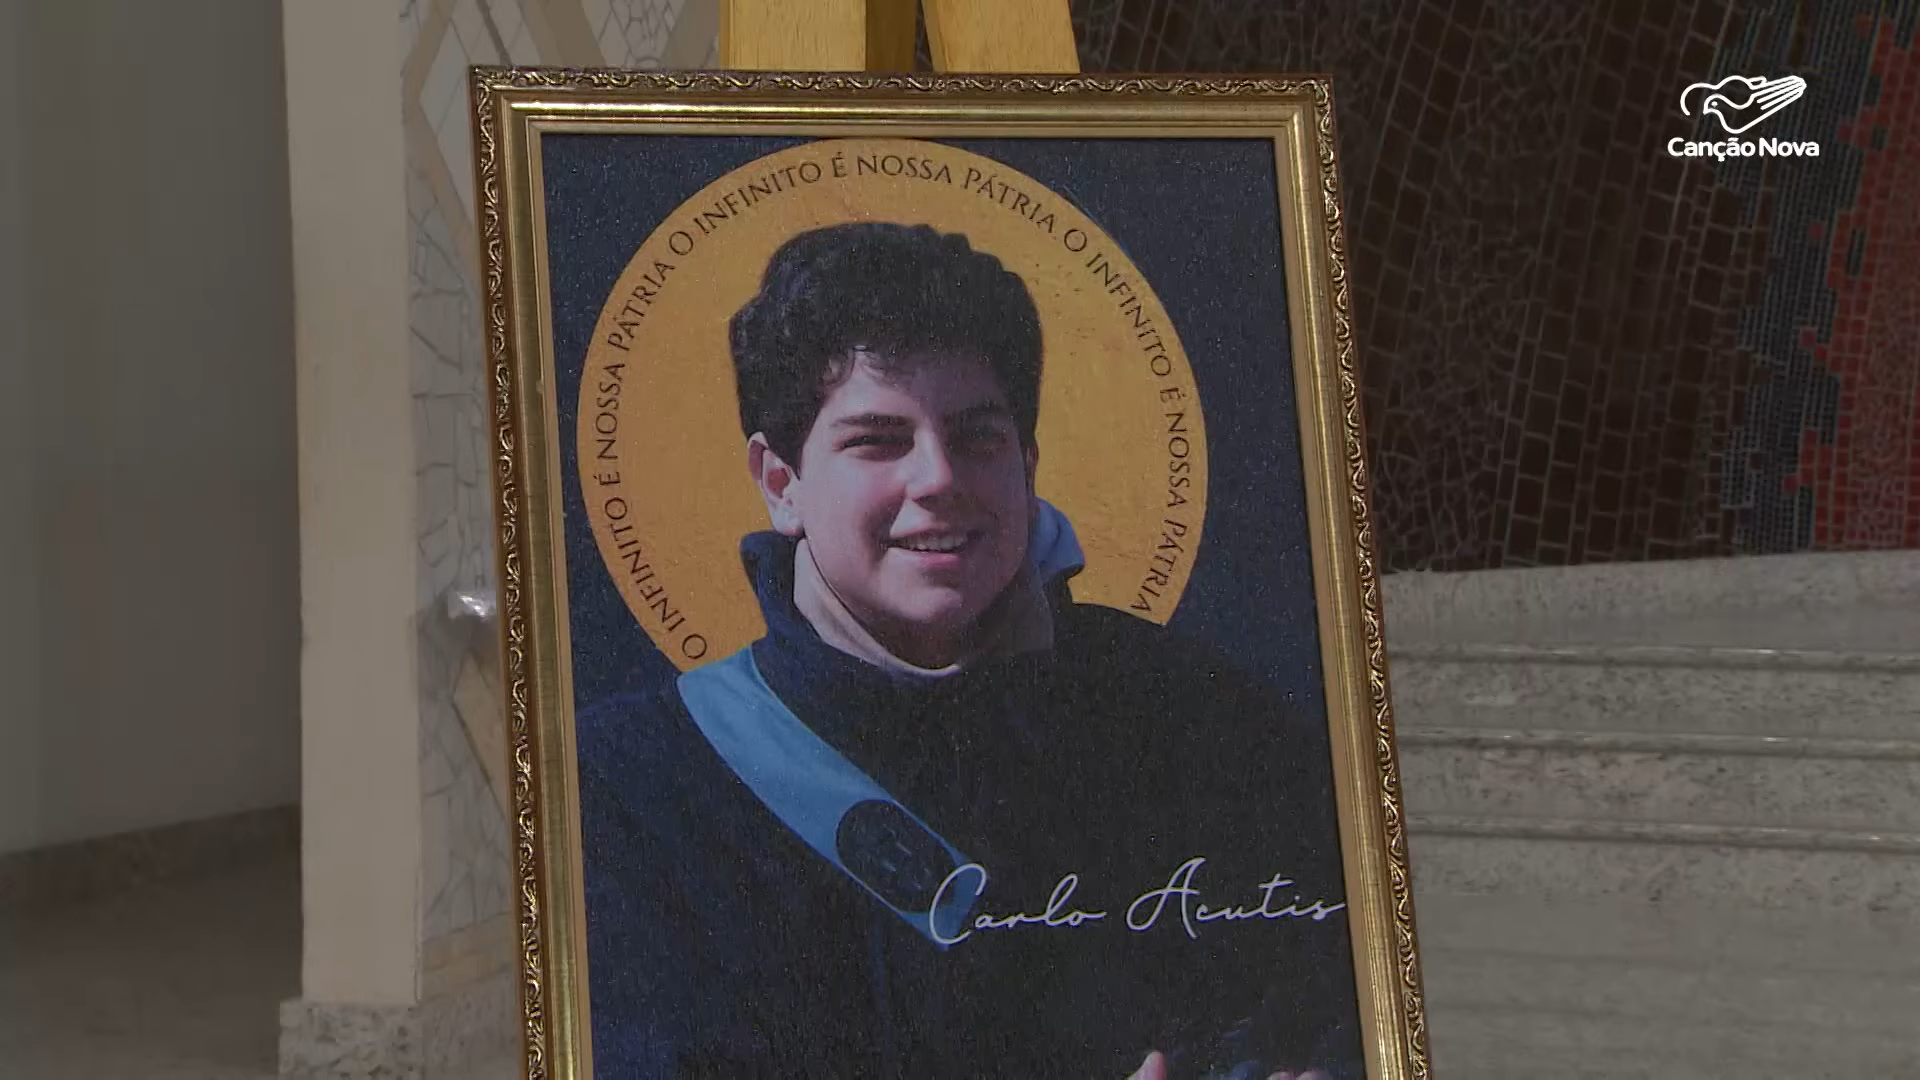 Canção Nova
O INFINITO É NOSSA PÁTRIA O INFINITO É NOSSA PÁTRIA. O INFINITO É NOSSA PÁTRIA
Carlo Acutis